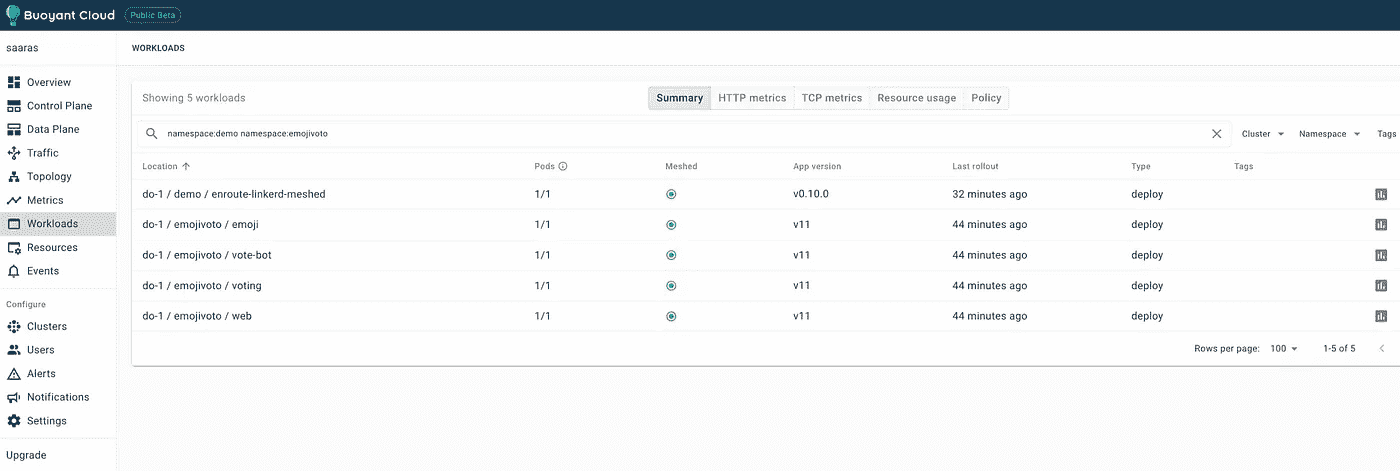 Buoyant Cloud Public Beta
saaras
WORKLOADS
Overview
Control Plane
Data Plane
Traffic
Topology
Metrics
Workloads
Resources
Events
Configure
Clusters
Users
Alerts
Notifications
Settings
Upgrade
Showing 5 workloads Summary HTTP metrics TCP metrics Resource usage Policy
namespace:demo namespace:emojivoto Cluster Namespace Tags
Location Pods Meshed App version Last rollout Type Tags
do-1 / demo / enroute-linkerd-meshed 1/1 v0.10.0 32 minutes ago deploy
do-1 / emojivoto / emoji 1/1 v11 44 minutes ago deploy
do-1 / emojivoto / vote-bot 1/1 v11 44 minutes ago deploy
do-1 / emojivoto / voting 1/1 v11 44 minutes ago deploy
do-1 / emojivoto / web 1/1 v11 44 minutes ago deploy
Rows per page: 100 1-5 of 5